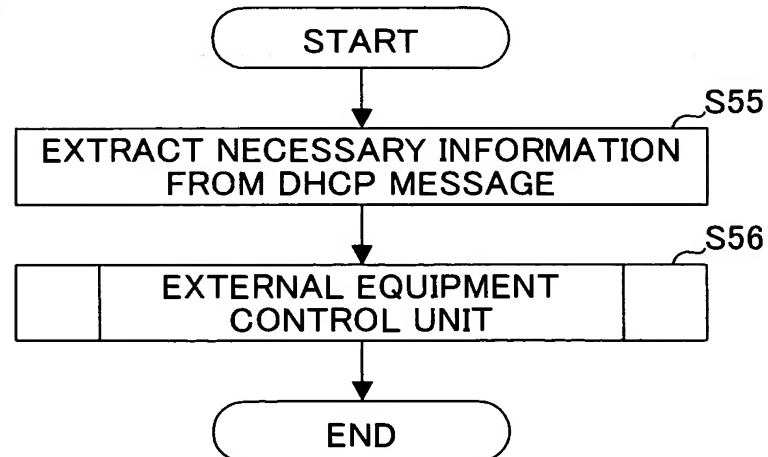 START
S55
EXTRACT NECESSARY INFORMATION
FROM DHCP MESSAGE
S56
EXTERNAL EQUIPMENT
CONTROL UNIT
END